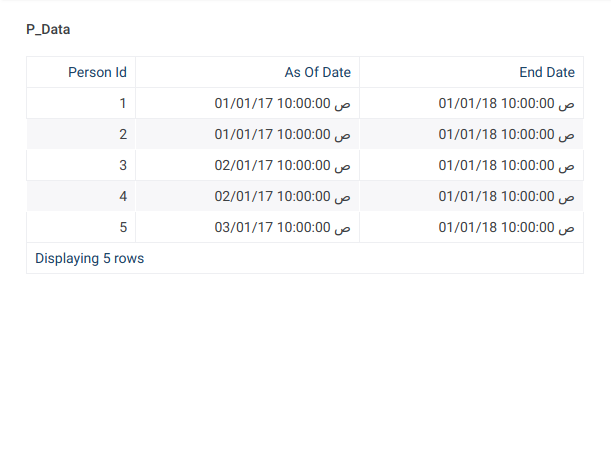 P_Data
Person Id As Of Date End Date
1 01/01/17 10:00:00 ص 01/01/18 10:00:00 ص
2 01/01/17 10:00:00 ص 01/01/18 10:00:00 ص
3 02/01/17 10:00:00 ص 01/01/18 10:00:00 ص
4 02/01/17 10:00:00 ص 01/01/18 10:00:00 ص
5 03/01/17 10:00:00 ص 01/01/18 10:00:00 ص
Displaying 5 rows